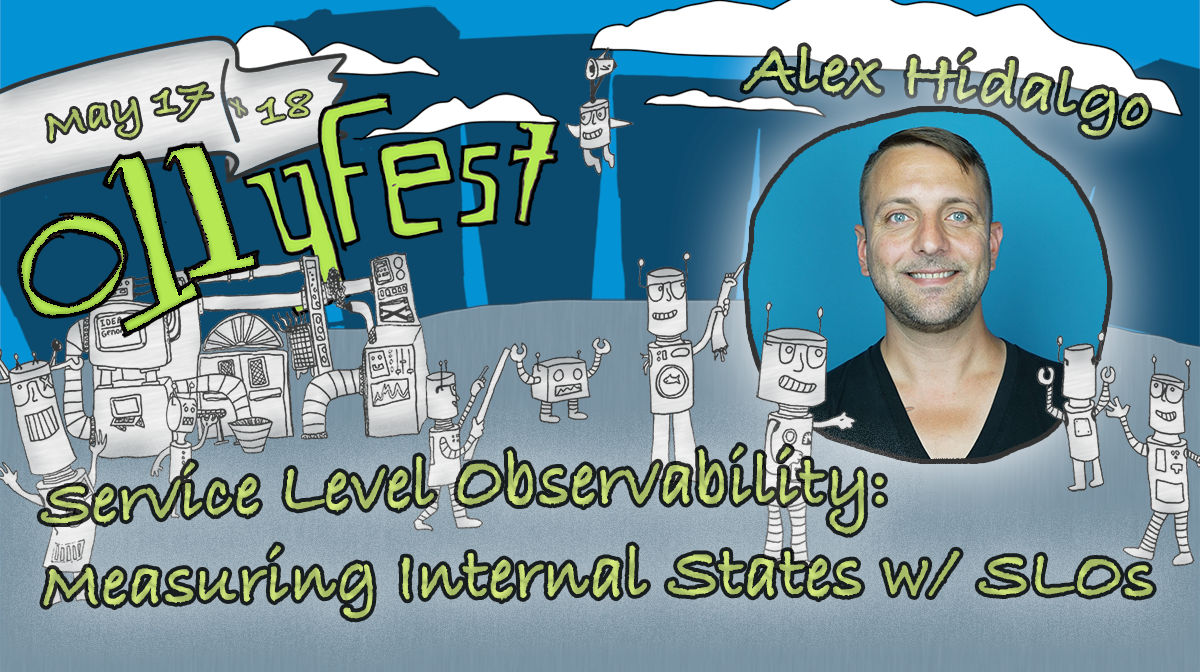 May 17 & 18
o11yfest
Alex Hidalgo
Service Level Observability:
Measuring Internal States w/ SLOs